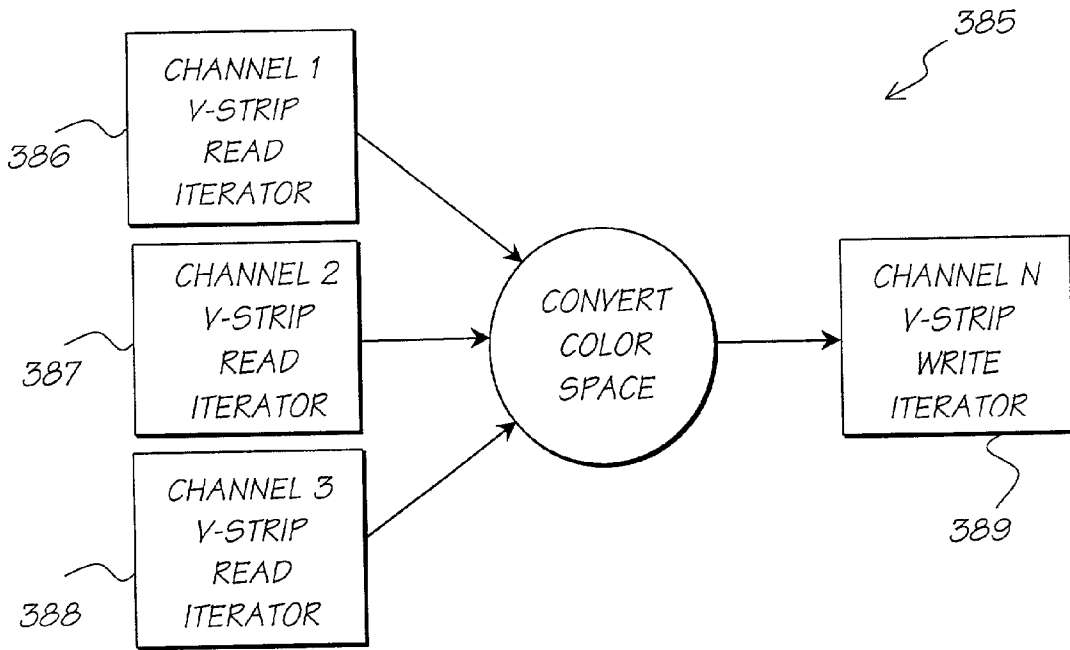 385
CHANNEL 1
V-STRIP
READ
ITERATOR
386
CHANNEL 2
V-STRIP
READ
ITERATOR
387
CONVERT
COLOR
SPACE
CHANNEL N
V-STRIP
WRITE
ITERATOR
389
CHANNEL 3
V-STRIP
READ
ITERATOR
388